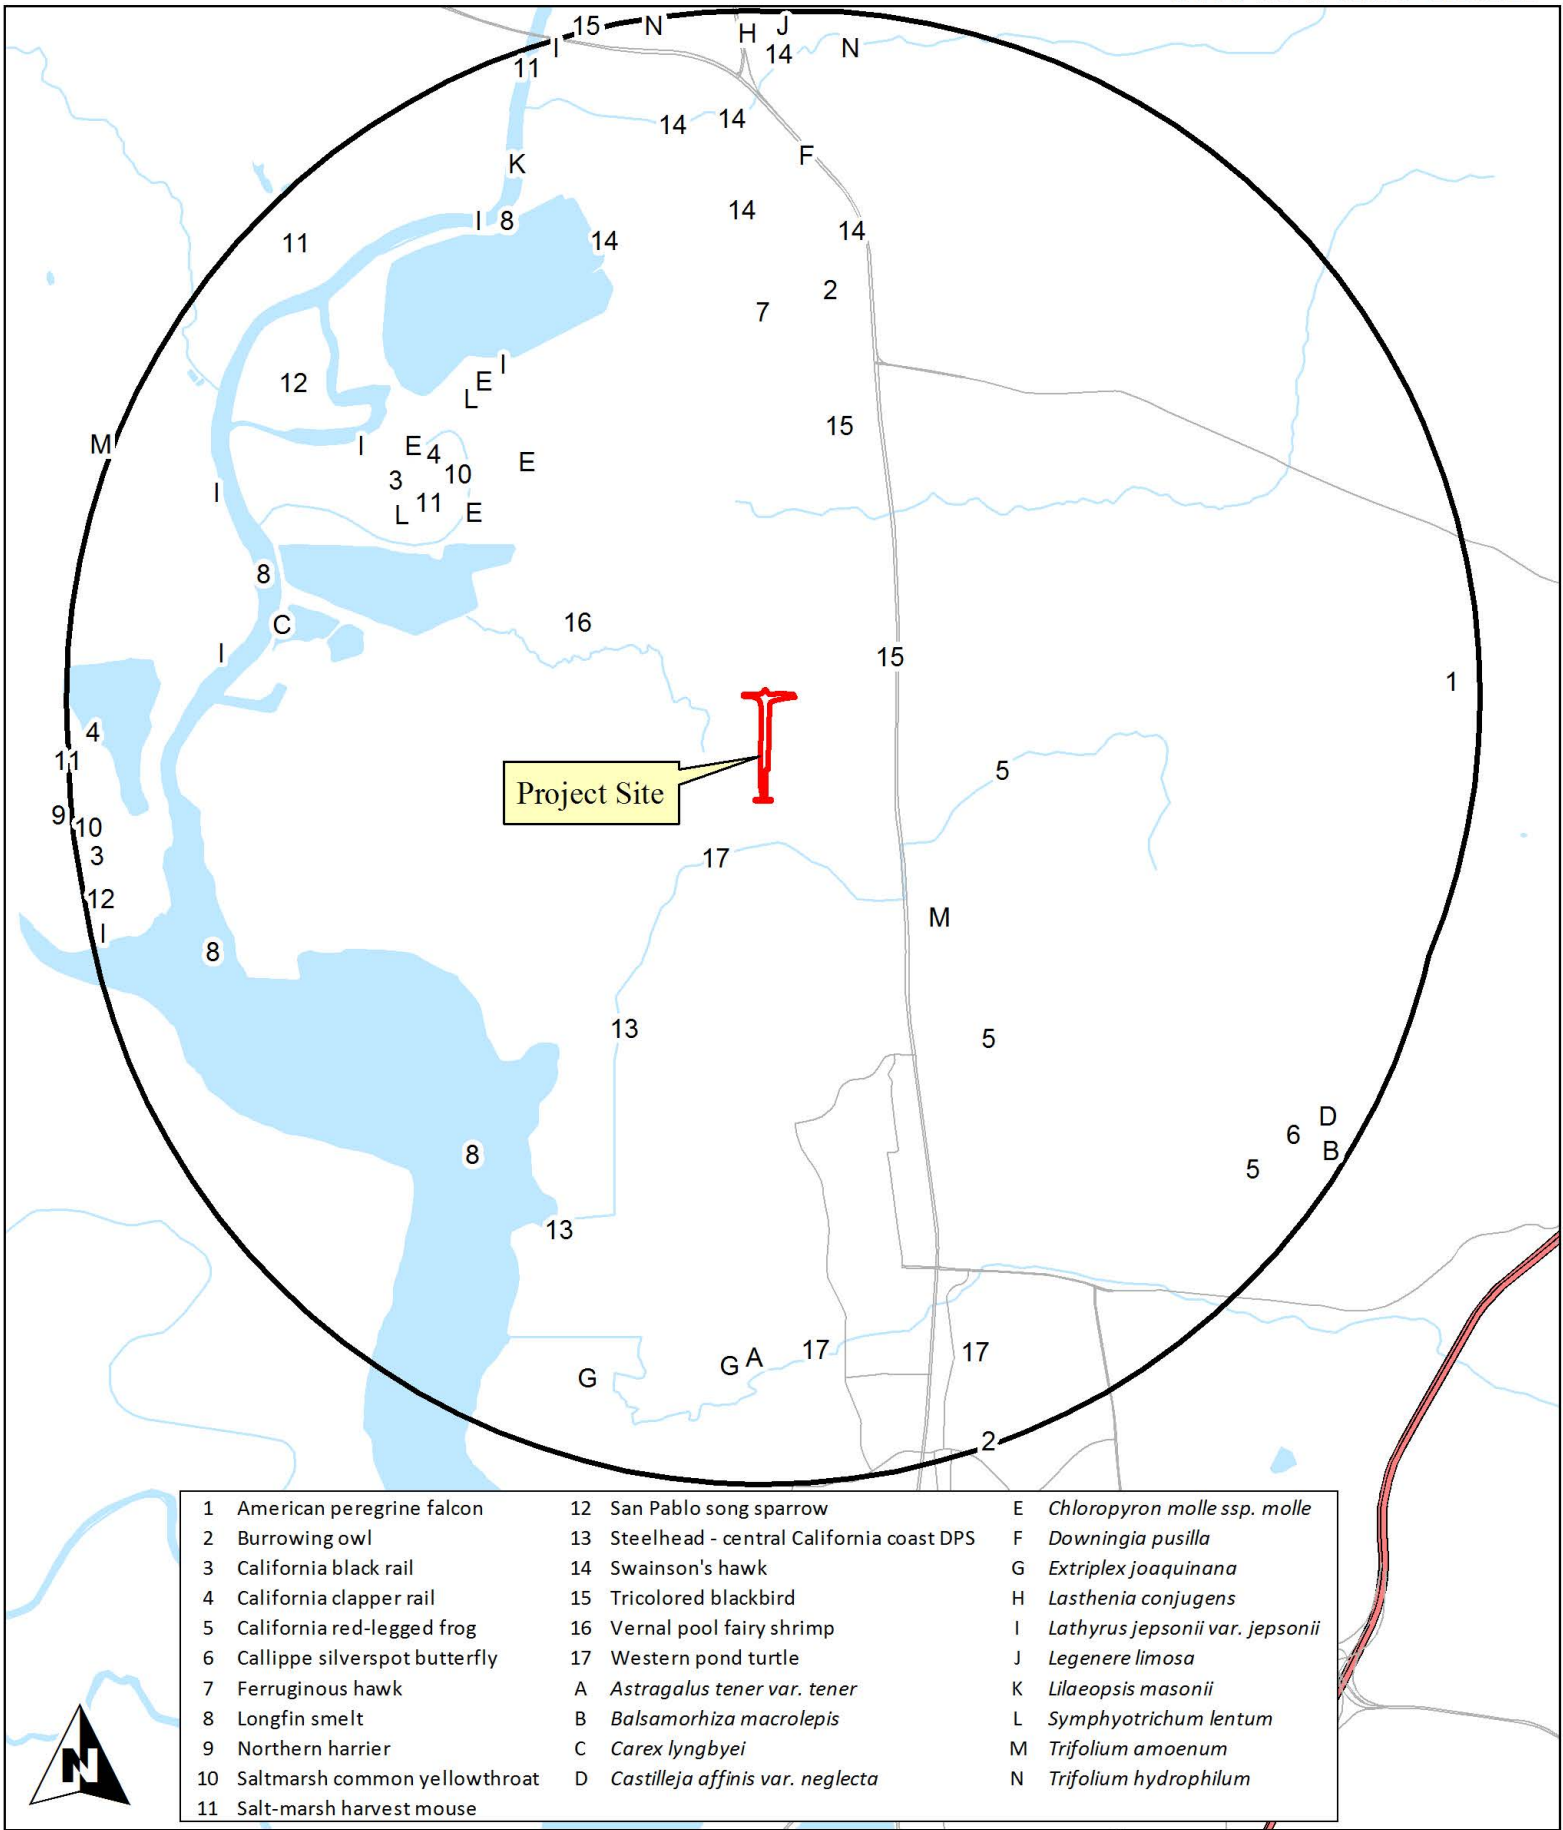 15 N H J
I 14 N
11
14 14
K F
14
I 8 14
11 14
2
7
I
12 E
L
15
M I E 4 E
3 10
I 11
L E
8
16
C
I 15
1
4
11 5
Project Site
9 10
3 17
12
I M
8
13 5
D
6
8 B
5
13
G G A 17 17
2
1 American peregrine falcon
2 Burrowing owl
3 California black rail
4 California clapper rail
5 California red-legged frog
6 Callippe silverspot butterfly
7 Ferruginous hawk
8 Longfin smelt
9 Northern harrier
10 Saltmarsh common yellowthroat
11 Salt-marsh harvest mouse
12 San Pablo song sparrow
13 Steelhead - central California coast DPS
14 Swainson's hawk
15 Tricolored blackbird
16 Vernal pool fairy shrimp
17 Western pond turtle
A Astragalus tener var. tener
B Balsamorhiza macrolepis
C Carex lyngbyei
D Castilleja affinis var. neglecta
E Chloropyron molle ssp. molle
F Downingia pusilla
G Extriplex joaquinana
H Lasthenia conjugens
I Lathyrus jepsonii var. jepsonii
J Legenere limosa
K Lilaeopsis masonii
L Symphyotrichum lentum
M Trifolium amoenum
N Trifolium hydrophilum
N